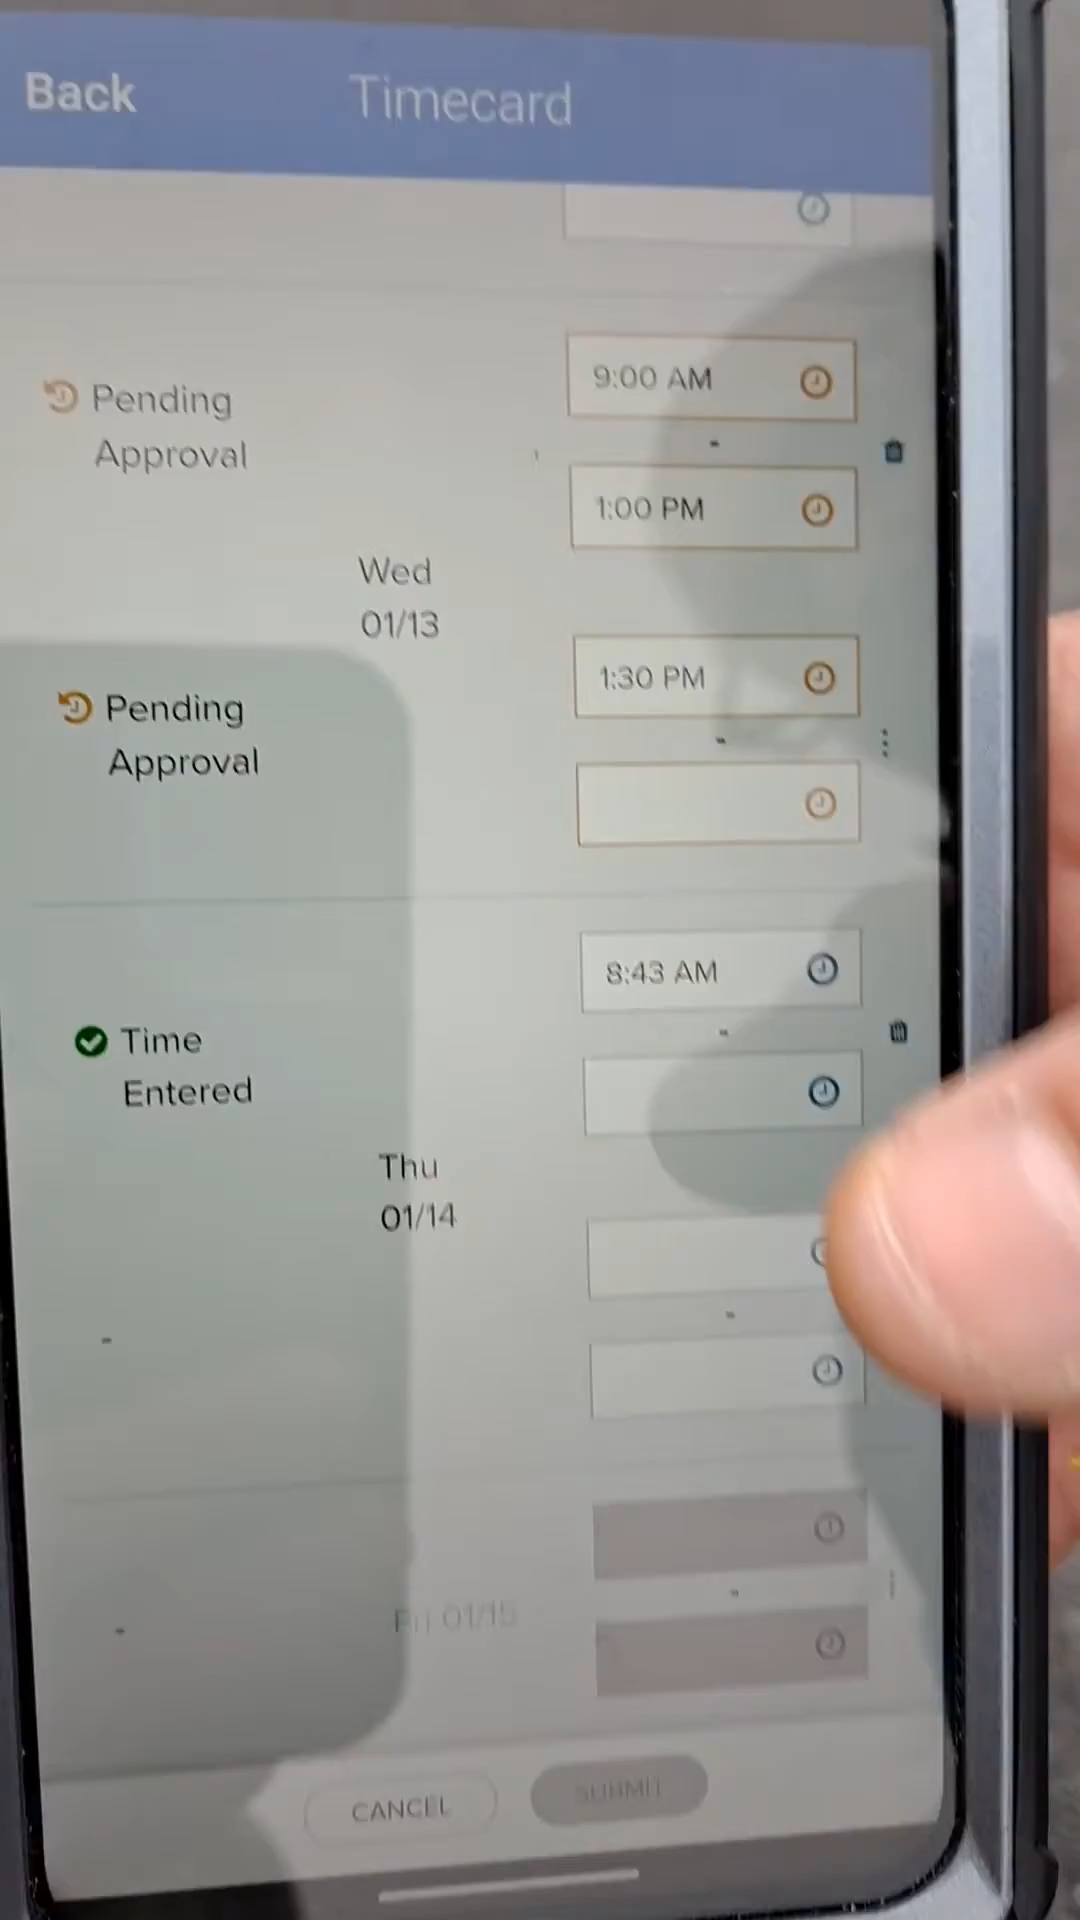 Back
Timecard
9:00 AM
Pending
Approval
-
1:00 PM
Wed
01/13
1:30 PM
Pending
Approval
-
8:43 AM
Time
Entered
-
Thu
01/14
-
-
Fri 01/15
-
-
CANCEL
SUBMIT